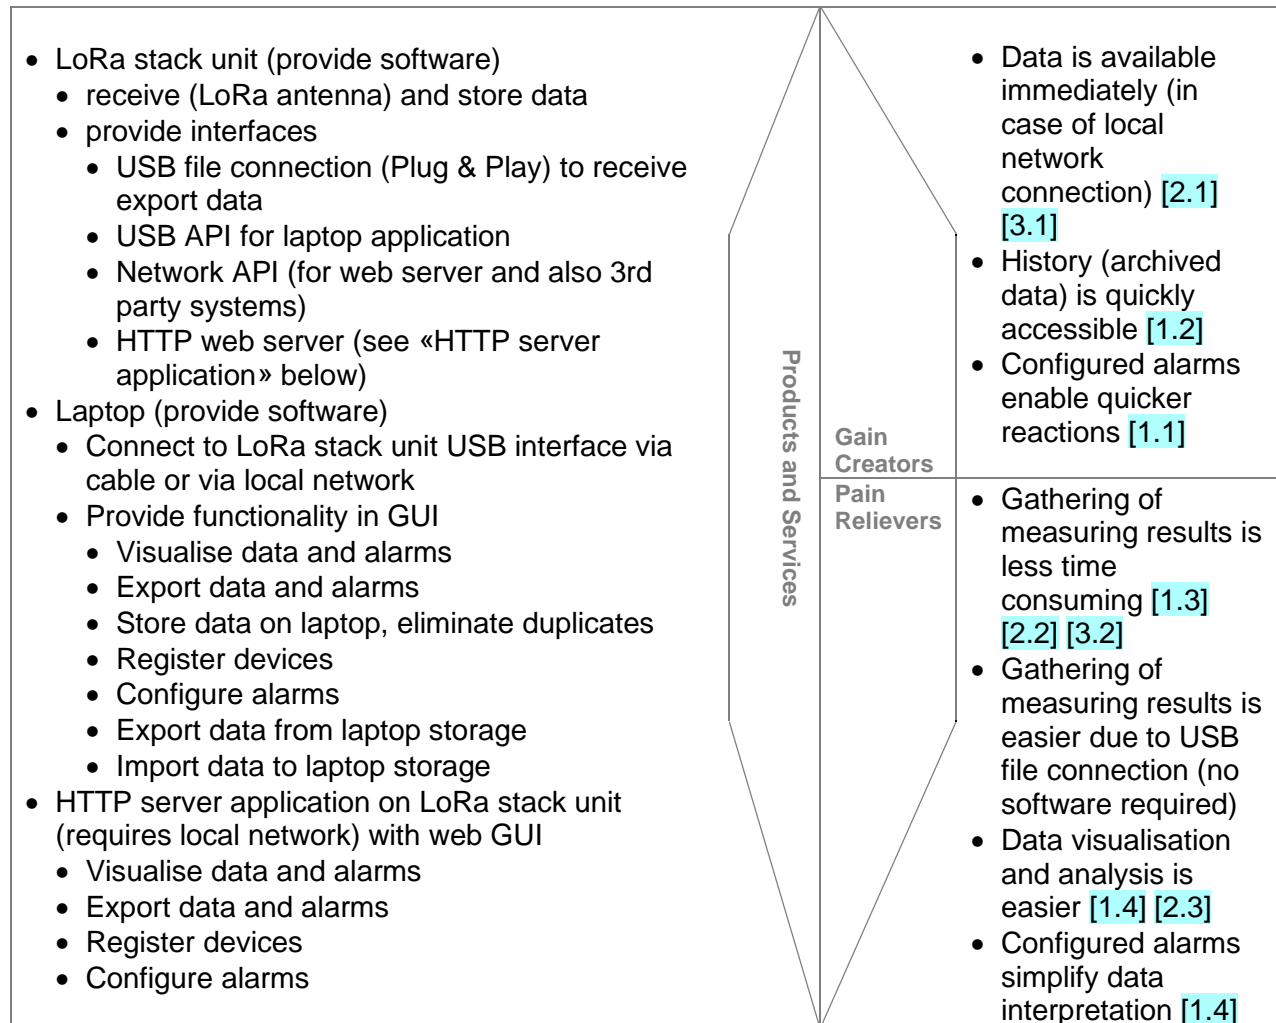 • LoRa stack unit (provide software)
• receive (LoRa antenna) and store data
• provide interfaces
• USB file connection (Plug & Play) to receive
export data
• USB API for laptop application
• Network API (for web server and also 3rd
party systems)
• HTTP web server (see «HTTP server
application» below)
• Laptop (provide software)
• Connect to LoRa stack unit USB interface via
cable or via local network
• Provide functionality in GUI
• Visualise data and alarms
• Export data and alarms
• Store data on laptop, eliminate duplicates
• Register devices
• Configure alarms
• Export data from laptop storage
• Import data to laptop storage
• HTTP server application on LoRa stack unit
(requires local network) with web GUI
• Visualise data and alarms
• Export data and alarms
• Register devices
• Configure alarms
Products and Services
Gain
Creators
Pain
Relievers
• Data is available
immediately (in
case of local
network
connection) [2.1]
[3.1]
• History (archived
data) is quickly
accessible [1.2]
• Configured alarms
enable quicker
reactions [1.1]
• Gathering of
measuring results is
less time
consuming [1.3]
[2.2] [3.2]
• Gathering of
measuring results is
easier due to USB
file connection (no
software required)
• Data visualisation
and analysis is
easier [1.4] [2.3]
• Configured alarms
simplify data
interpretation [1.4]